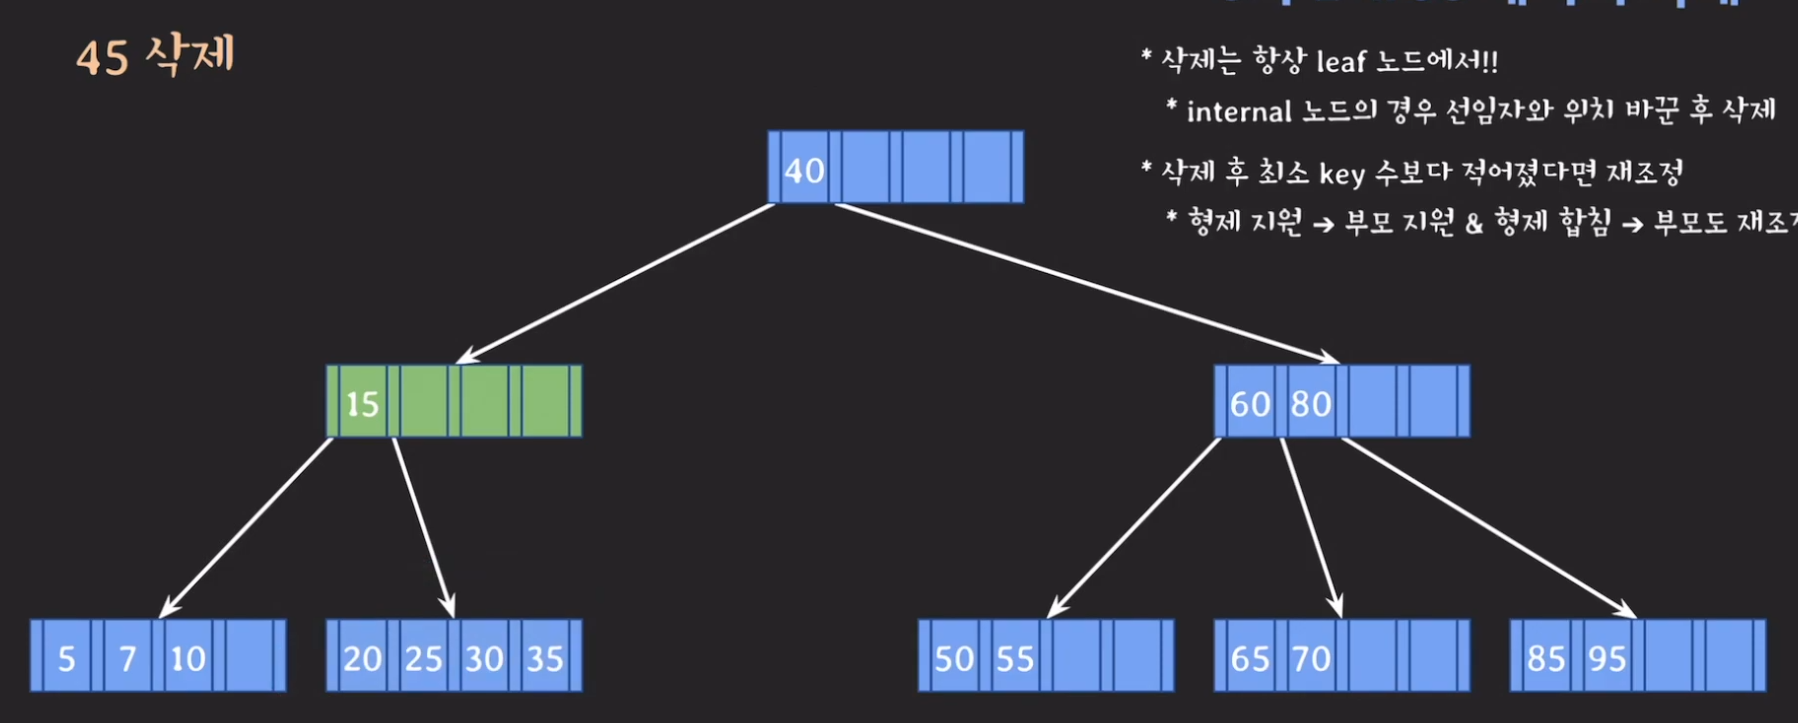 45 삭제
* 삭제는 항상 leaf 노드에서!!
* internal 노드의 경우 선임자와 위치 바꾼 후 삭제
* 삭제 후 최소 key 수보다 적어졌다면 재조정
* 형제 지원 → 부모 지원 & 형제 합침 → 부모도
40
15
60 80
5 7 10
20 25 30 35
50 55
65 70
85 95